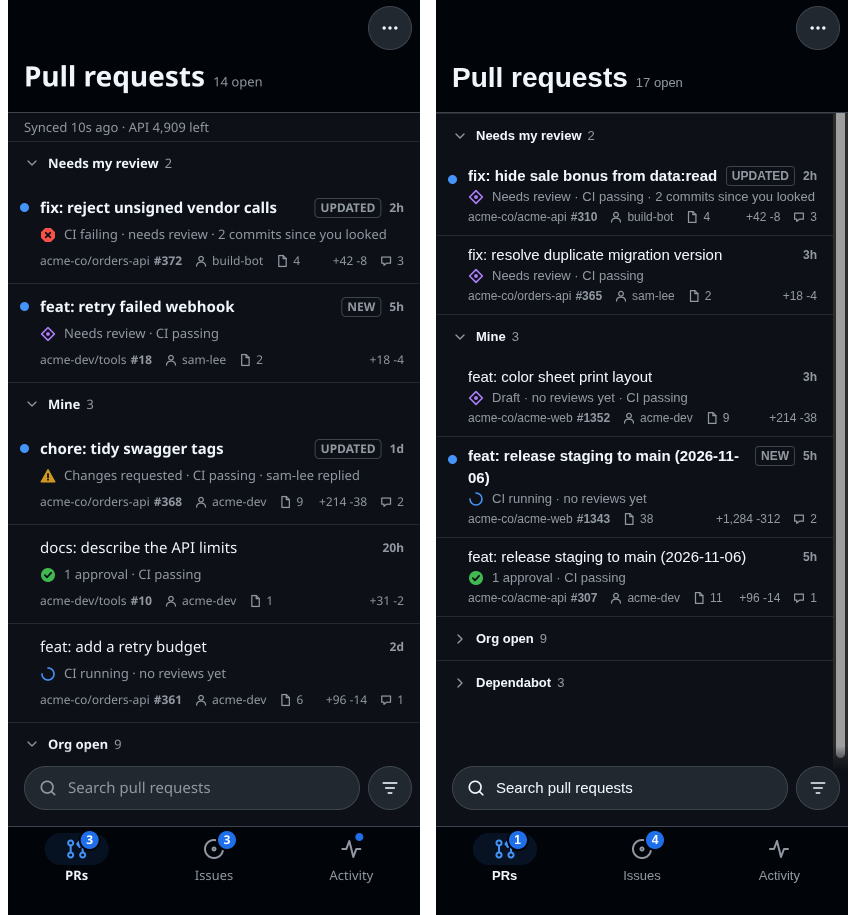 Pull requests 14 open
Synced 10s ago · API 4,909 left
Needs my review 2
fix: reject unsigned vendor calls UPDATED 2h
CI failing · needs review · 2 commits since you looked
acme-co/orders-api #372 build-bot 4 +42 -8 3
feat: retry failed webhook NEW 5h
Needs review · CI passing
acme-dev/tools #18 sam-lee 2 +18 -4
Mine 3
chore: tidy swagger tags UPDATED 1d
Changes requested · CI passing · sam-lee replied
acme-co/orders-api #368 acme-dev 9 +214 -38 2
docs: describe the API limits 20h
1 approval · CI passing
acme-dev/tools #10 acme-dev 1 +31 -2
feat: add a retry budget 2d
CI running · no reviews yet
acme-co/orders-api #361 acme-dev 6 +96 -14 1
Org open 9
Search pull requests
3 3
PRs Issues Activity
Pull requests 17 open
Needs my review 2
fix: hide sale bonus from data:read UPDATED 2h
Needs review · CI passing · 2 commits since you looked
acme-co/acme-api #310 build-bot 4 +42 -8 3
fix: resolve duplicate migration version 3h
Needs review · CI passing
acme-co/orders-api #365 sam-lee 2 +18 -4
Mine 3
feat: color sheet print layout 3h
Draft · no reviews yet · CI passing
acme-co/acme-web #1352 acme-dev 9 +214 -38
feat: release staging to main (2026-11- NEW 5h
06)
CI running · no reviews yet
acme-co/acme-web #1343 38 +1,284 -312 2
feat: release staging to main (2026-11-06) 5h
1 approval · CI passing
acme-co/acme-api #307 acme-dev 11 +96 -14 1
Org open 9
Dependabot 3
Search pull requests
1 4
PRs Issues Activity